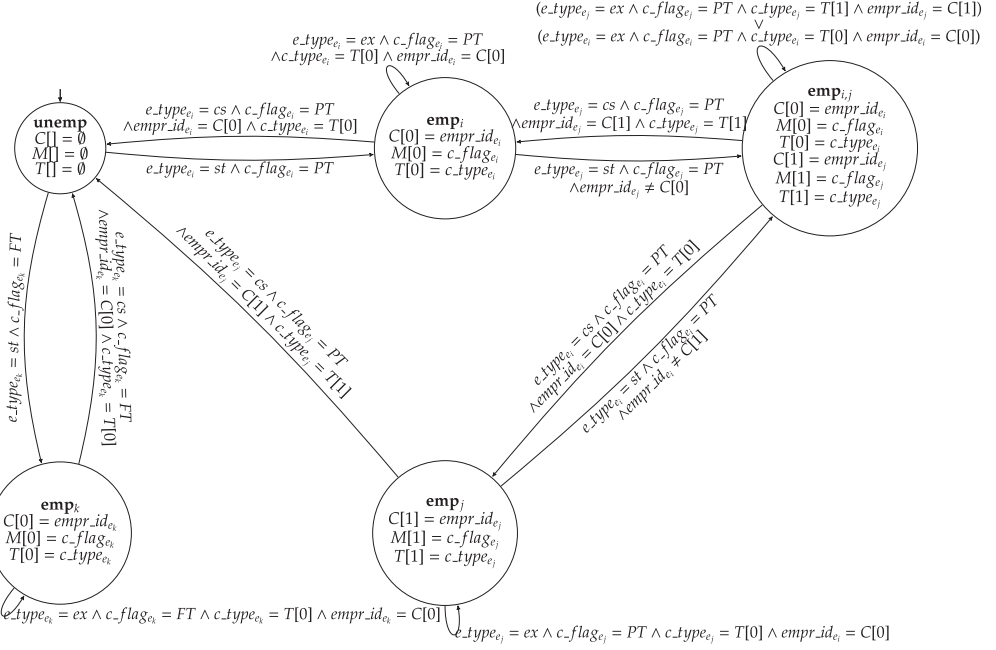 (e_type_{e_j} = ex ∧ c_flag_{e_j} = PT ∧ c_type_{e_j} = T[1] ∧ empr_id_{e_j} = C[1])
∨
(e_type_{e_i} = ex ∧ c_flag_{e_i} = PT ∧ c_type_{e_i} = T[0] ∧ empr_id_{e_i} = C[0])
e_type_{e_i} = ex ∧ c_flag_{e_i} = PT
∧c_type_{e_i} = T[0] ∧ empr_id_{e_i} = C[0]
unemp
C[] = ∅
M[] = ∅
T[] = ∅
e_type_{e_i} = cs ∧ c_flag_{e_i} = PT
∧empr_id_{e_i} = C[0] ∧ c_type_{e_i} = T[0]
e_type_{e_i} = st ∧ c_flag_{e_i} = PT
emp_i
C[0] = empr_id_{e_i}
M[0] = c_flag_{e_i}
T[0] = c_type_{e_i}
e_type_{e_j} = cs ∧ c_flag_{e_j} = PT
∧empr_id_{e_j} = C[1] ∧ c_type_{e_j} = T[1]
e_type_{e_j} = st ∧ c_flag_{e_j} = PT
∧empr_id_{e_j} ≠ C[0]
emp_{i,j}
C[0] = empr_id_{e_i}
M[0] = c_flag_{e_i}
T[0] = c_type_{e_j}
C[1] = empr_id_{e_j}
M[1] = c_flag_{e_j}
T[1] = c_type_{e_j}
e_type_{e_k} = st ∧ c_flag_{e_k} = FT
e_type_{e_k} = cs ∧ c_flag_{e_k} = FT
∧empr_id_{e_k} = C[0] ∧ c_type_{e_k} = T[0]
e_type_{e_j} = cs ∧ c_flag_{e_j} = PT
∧empr_id_{e_j} = C[1] ∧ c_type_{e_j} = T[1]
e_type_{e_i} = cs ∧ c_flag_{e_i} = PT
∧empr_id_{e_i} = C[0] ∧ c_type_{e_i} = T[0]
e_type_{e_i} = st ∧ c_flag_{e_i} = PT
∧empr_id_{e_i} ≠ C[1]
emp_k
C[0] = empr_id_{e_k}
M[0] = c_flag_{e_k}
T[0] = c_type_{e_k}
emp_j
C[1] = empr_id_{e_j}
M[1] = c_flag_{e_j}
T[1] = c_type_{e_j}
e_type_{e_k} = ex ∧ c_flag_{e_k} = FT ∧ c_type_{e_k} = T[0] ∧ empr_id_{e_k} = C[0]
e_type_{e_j} = ex ∧ c_flag_{e_j} = PT ∧ c_type_{e_j} = T[0] ∧ empr_id_{e_i} = C[0]